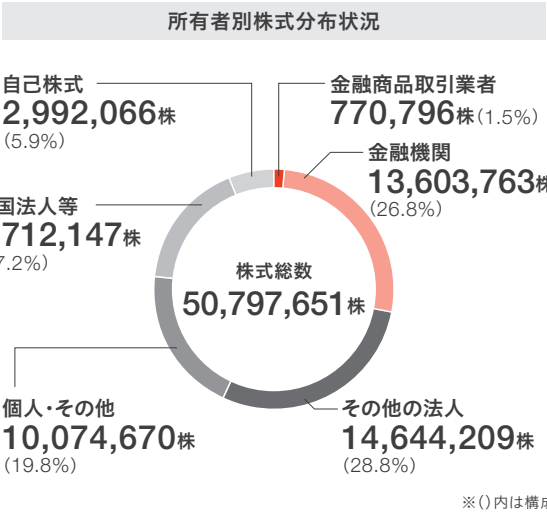 所有者別株式分布状況
自己株式
2,992,066株
(5.9%)
金融商品取引業者
770,796株(1.5%)
金融機関
13,603,763株
(26.8%)
国法人等
712,147株
7.2%)
株式総数
50,797,651株
個人・その他
10,074,670株
(19.8%)
その他の法人
14,644,209株
(28.8%)
※()内は構成